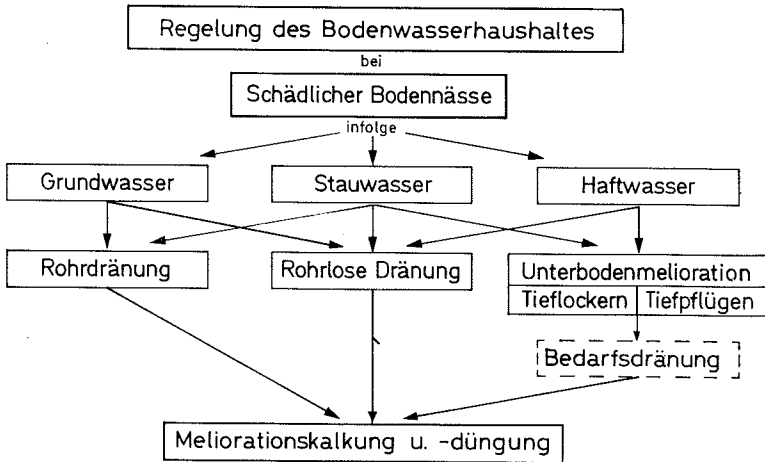 Regelung des Bodenwasserhaushaltes
bei
Schädlicher Bodennässe
infolge
Grundwasser Stauwasser Haftwasser
Rohrdränung Rohrlose Dränung Unterbodenmelioration
Tieflockern Tiefpflügen
Bedarfsdränung
Meliorationskalkung u. -düngung